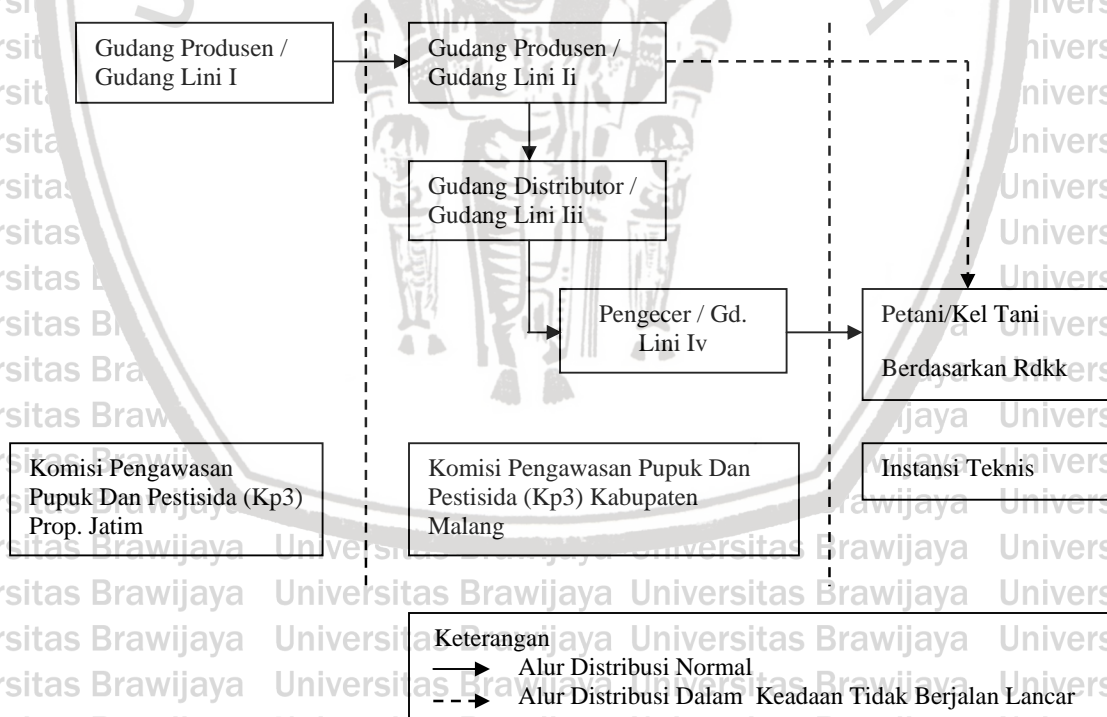 Gudang Produsen /
Gudang Lini I
Gudang Produsen /
Gudang Lini Ii
Gudang Distributor /
Gudang Lini Iii
Pengecer / Gd.
Lini Iv
Petani/Kel Tani
Berdasarkan Rdkk
Komisi Pengawasan
Pupuk Dan Pestisida (Kp3)
Prop. Jatim
Komisi Pengawasan Pupuk Dan
Pestisida (Kp3) Kabupaten
Malang
Instansi Teknis
Keterangan
Alur Distribusi Normal
Alur Distribusi Dalam Keadaan Tidak Berjalan Lancar